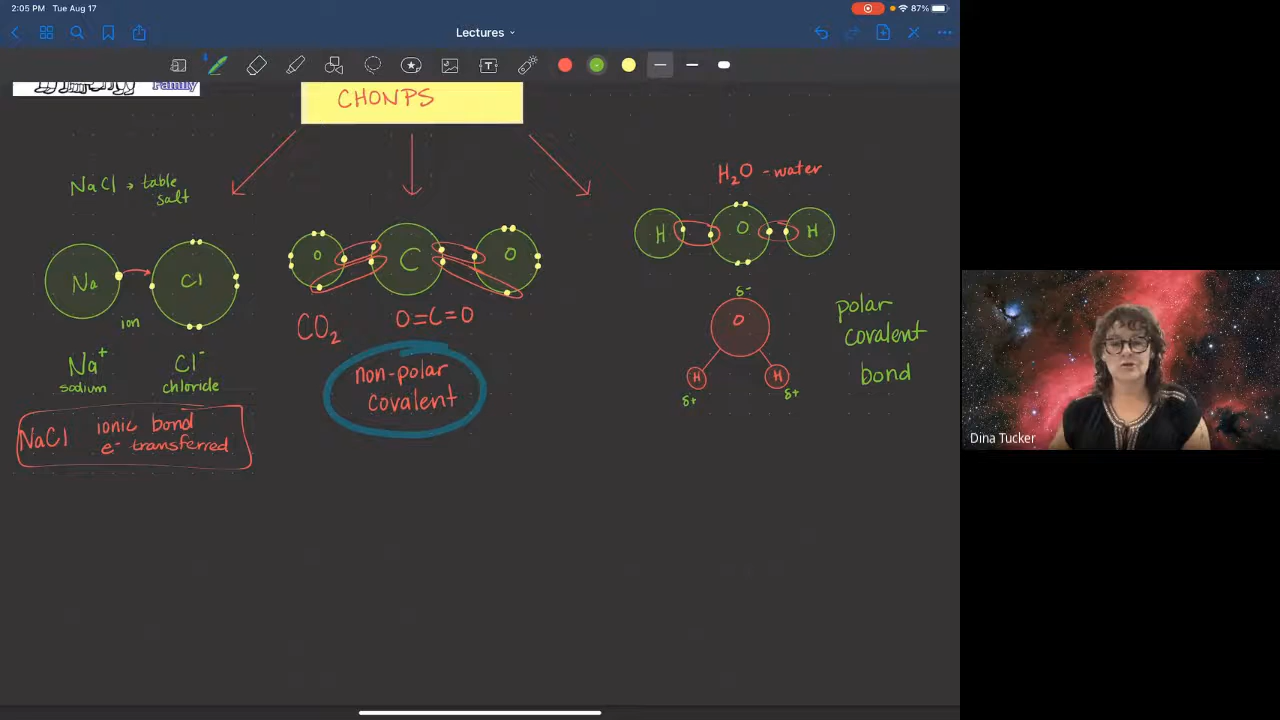 2:05 PM Tue Aug 17
87%
Lectures
Family
CHONPS
NaCl → table
salt
Na
Cl
ion
Na+
Cl-
sodium
chloride
NaCl ionic bond
e- transferred
O
C
O
CO2
O=C=O
non-polar
covalent
H2O - water
H
O
H
δ-
O
H
H
δ+
δ+
polar
covalent
bond
Dina Tucker